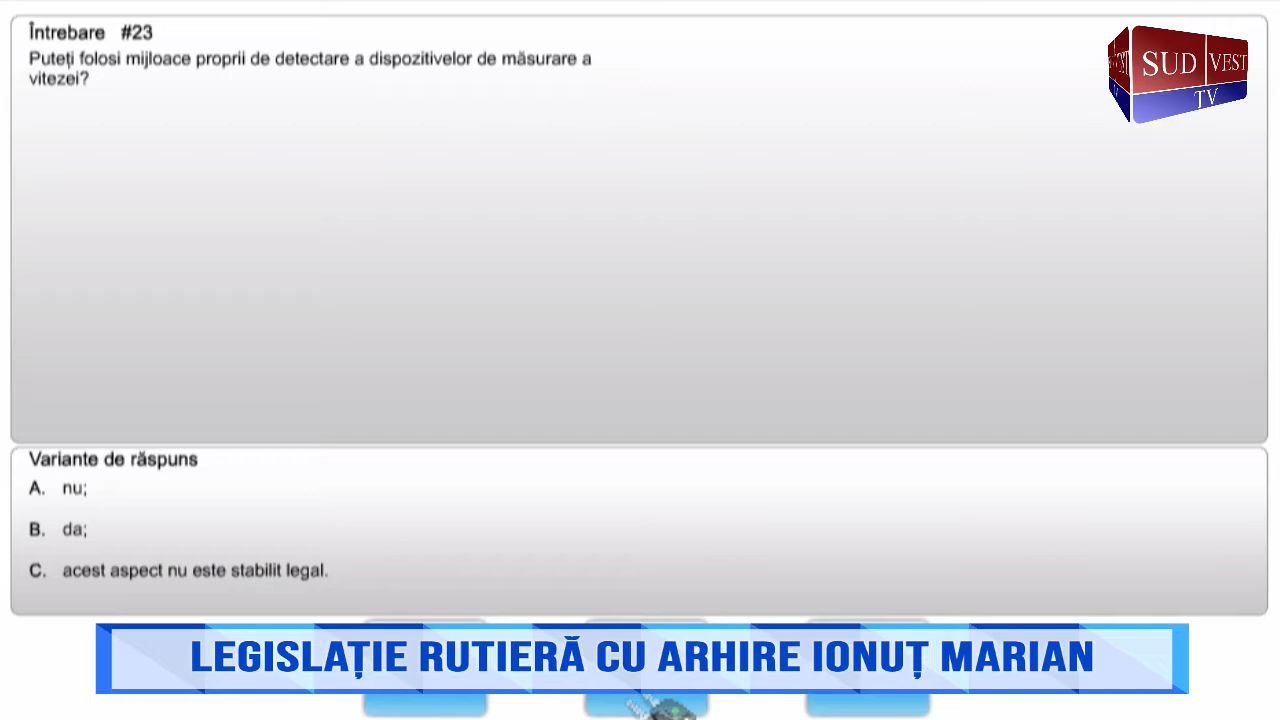 Întrebare #23
Puteți folosi mijloace proprii de detectare a dispozitivelor de măsurare a
vitezei?
SUD VEST
TV
Variante de răspuns
A. nu;
B. da;
C. acest aspect nu este stabilit legal.
LEGISLAȚIE RUTIERĂ CU ARHIRE IONUȚ MARIAN